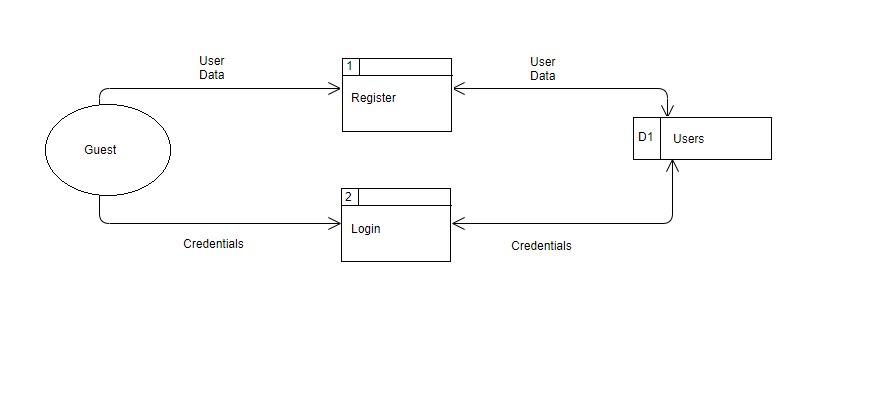 User
Data
User
Data
1
Register
Guest
D1
Users
2
Login
Credentials
Credentials